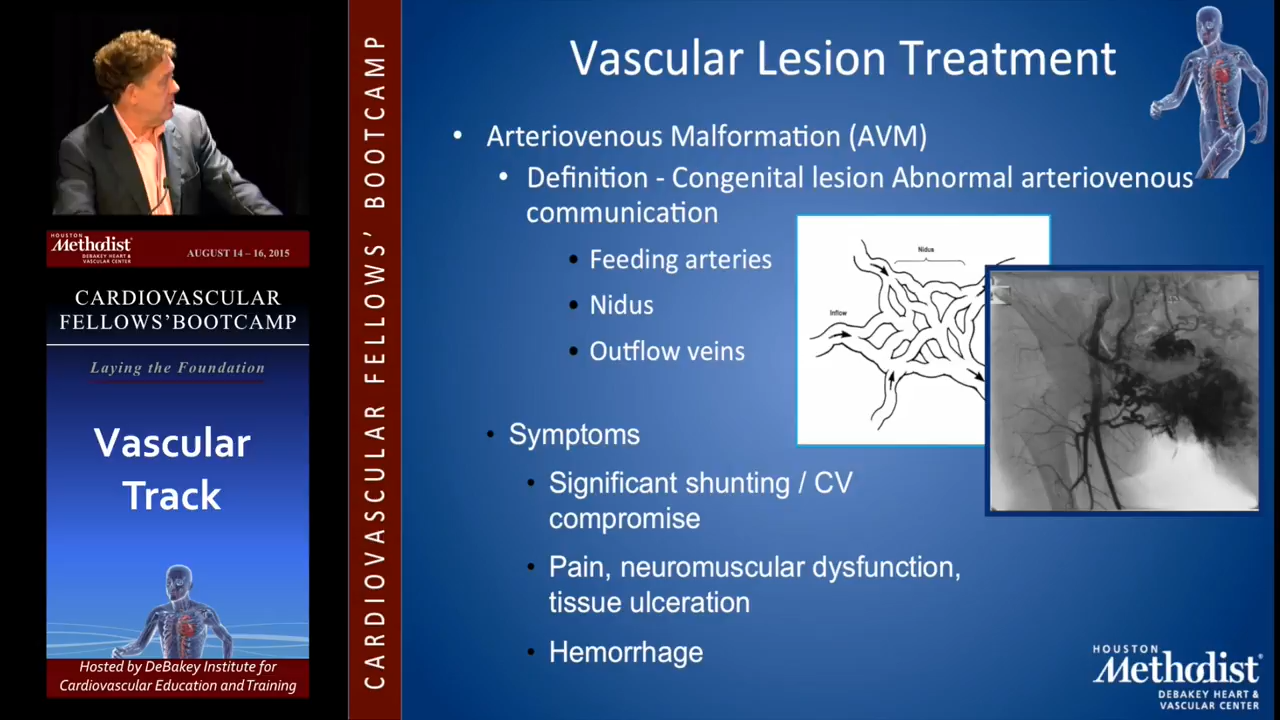 HOUSTON
Methodist
DEBAKEY HEART &
VASCULAR CENTER
AUGUST 14 – 16, 2015
CARDIOVASCULAR
FELLOWS'BOOTCAMP
Laying the Foundation
Vascular
Track
Hosted by DeBakey Institute for
Cardiovascular Education and Training
CARDIOVASCULAR FELLOWS' BOOTCAMP
Vascular Lesion Treatment
• Arteriovenous Malformation (AVM)
• Definition - Congenital lesion Abnormal arteriovenous
communication
• Feeding arteries
• Nidus
• Outflow veins
Nidus
Inflow
• Symptoms
• Significant shunting / CV
compromise
• Pain, neuromuscular dysfunction,
tissue ulceration
• Hemorrhage
HOUSTON
Methodist
DEBAKEY HEART &
VASCULAR CENTER